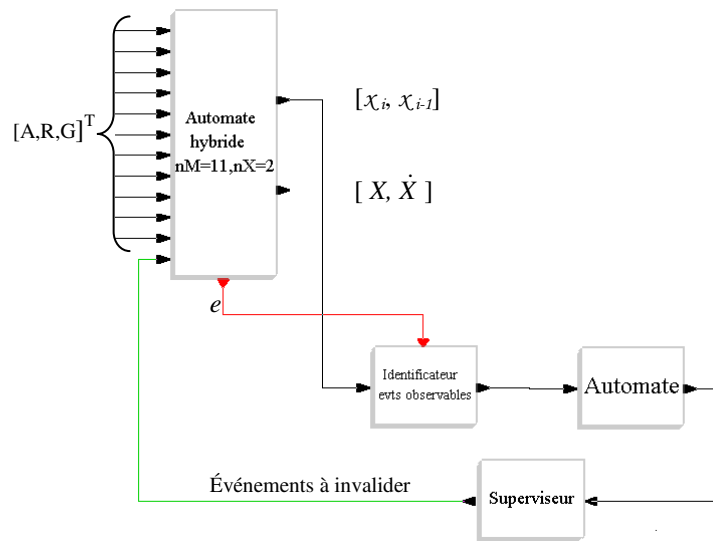 [A,R,G]ᵀ
Automate
hybride
nM=11,nX=2
[χᵢ, χᵢ₋₁]
[ X, Ẋ ]
e
Identificateur
evts observables
Automate
Événements à invalider
Superviseur